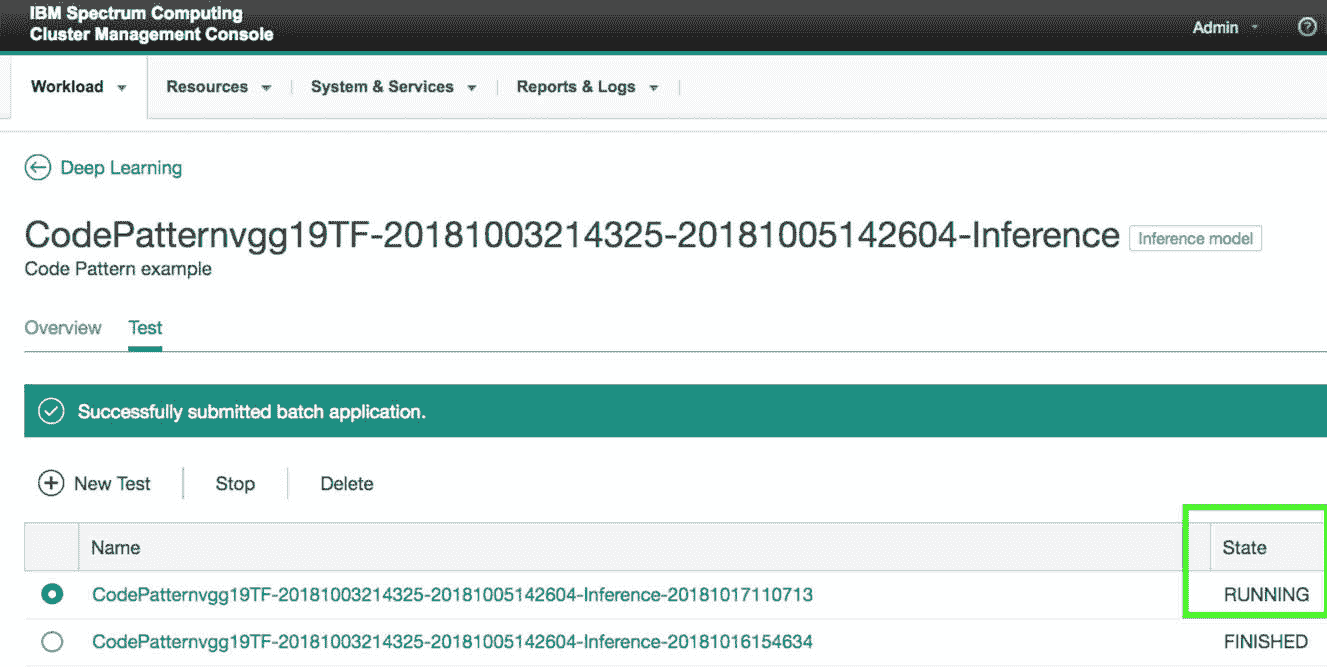 IBM Spectrum Computing
Cluster Management Console
Admin
Workload Resources System & Services Reports & Logs
Deep Learning
CodePatternvgg19TF-20181003214325-20181005142604-Inference Inference model
Code Pattern example
Overview Test
Successfully submitted batch application.
New Test Stop Delete
Name State
CodePatternvgg19TF-20181003214325-20181005142604-Inference-20181017110713 RUNNING
CodePatternvgg19TF-20181003214325-20181005142604-Inference-20181016154634 FINISHED